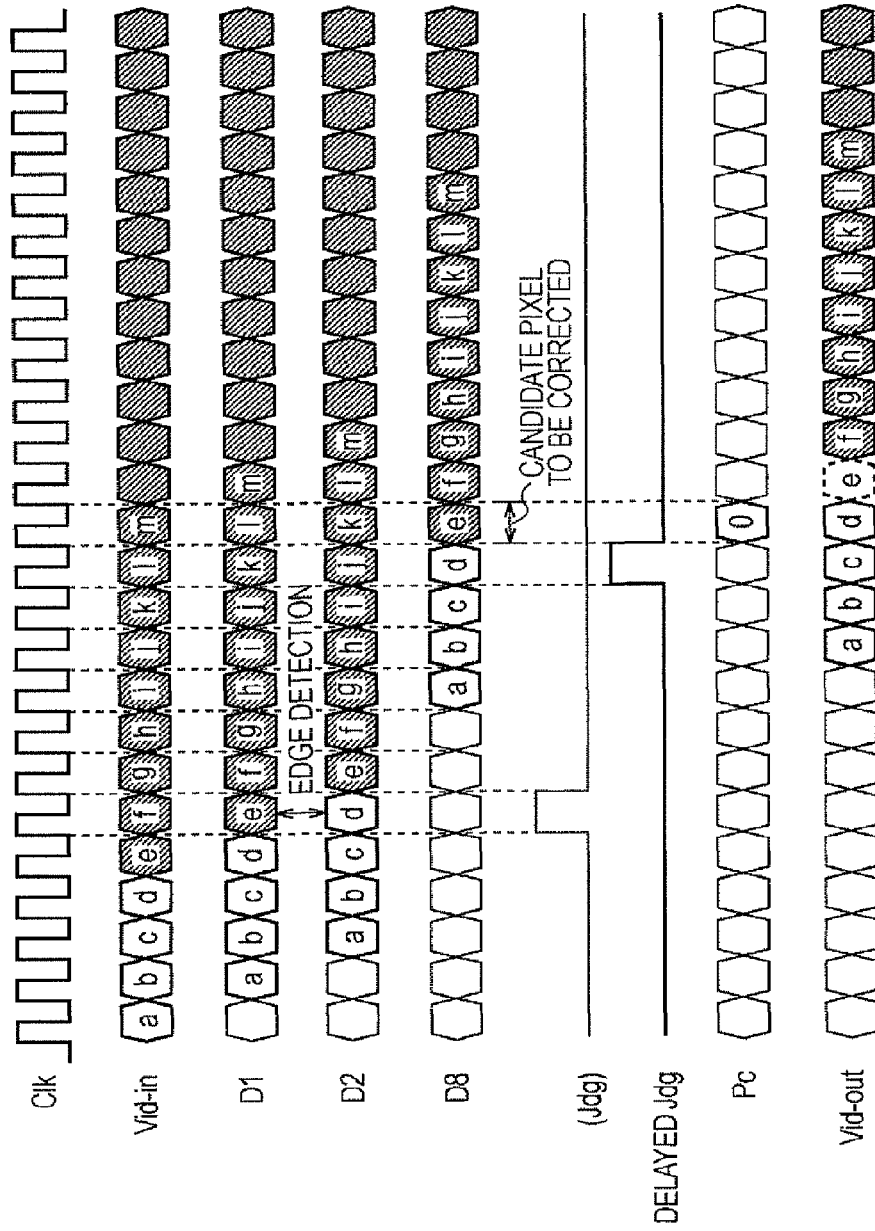 Clk
Vid-in a b c d e f g h i j k l m
D1 a b c d e f g h i j k l m
EDGE DETECTION
D2 a b c d e f g h i j k l m
D8 a b c d e f g h i j k l m
CANDIDATE PIXEL
TO BE CORRECTED
(Jdg)
DELAYED Jdg
Pc 0
Vid-out a b c d e f g h i j k l m